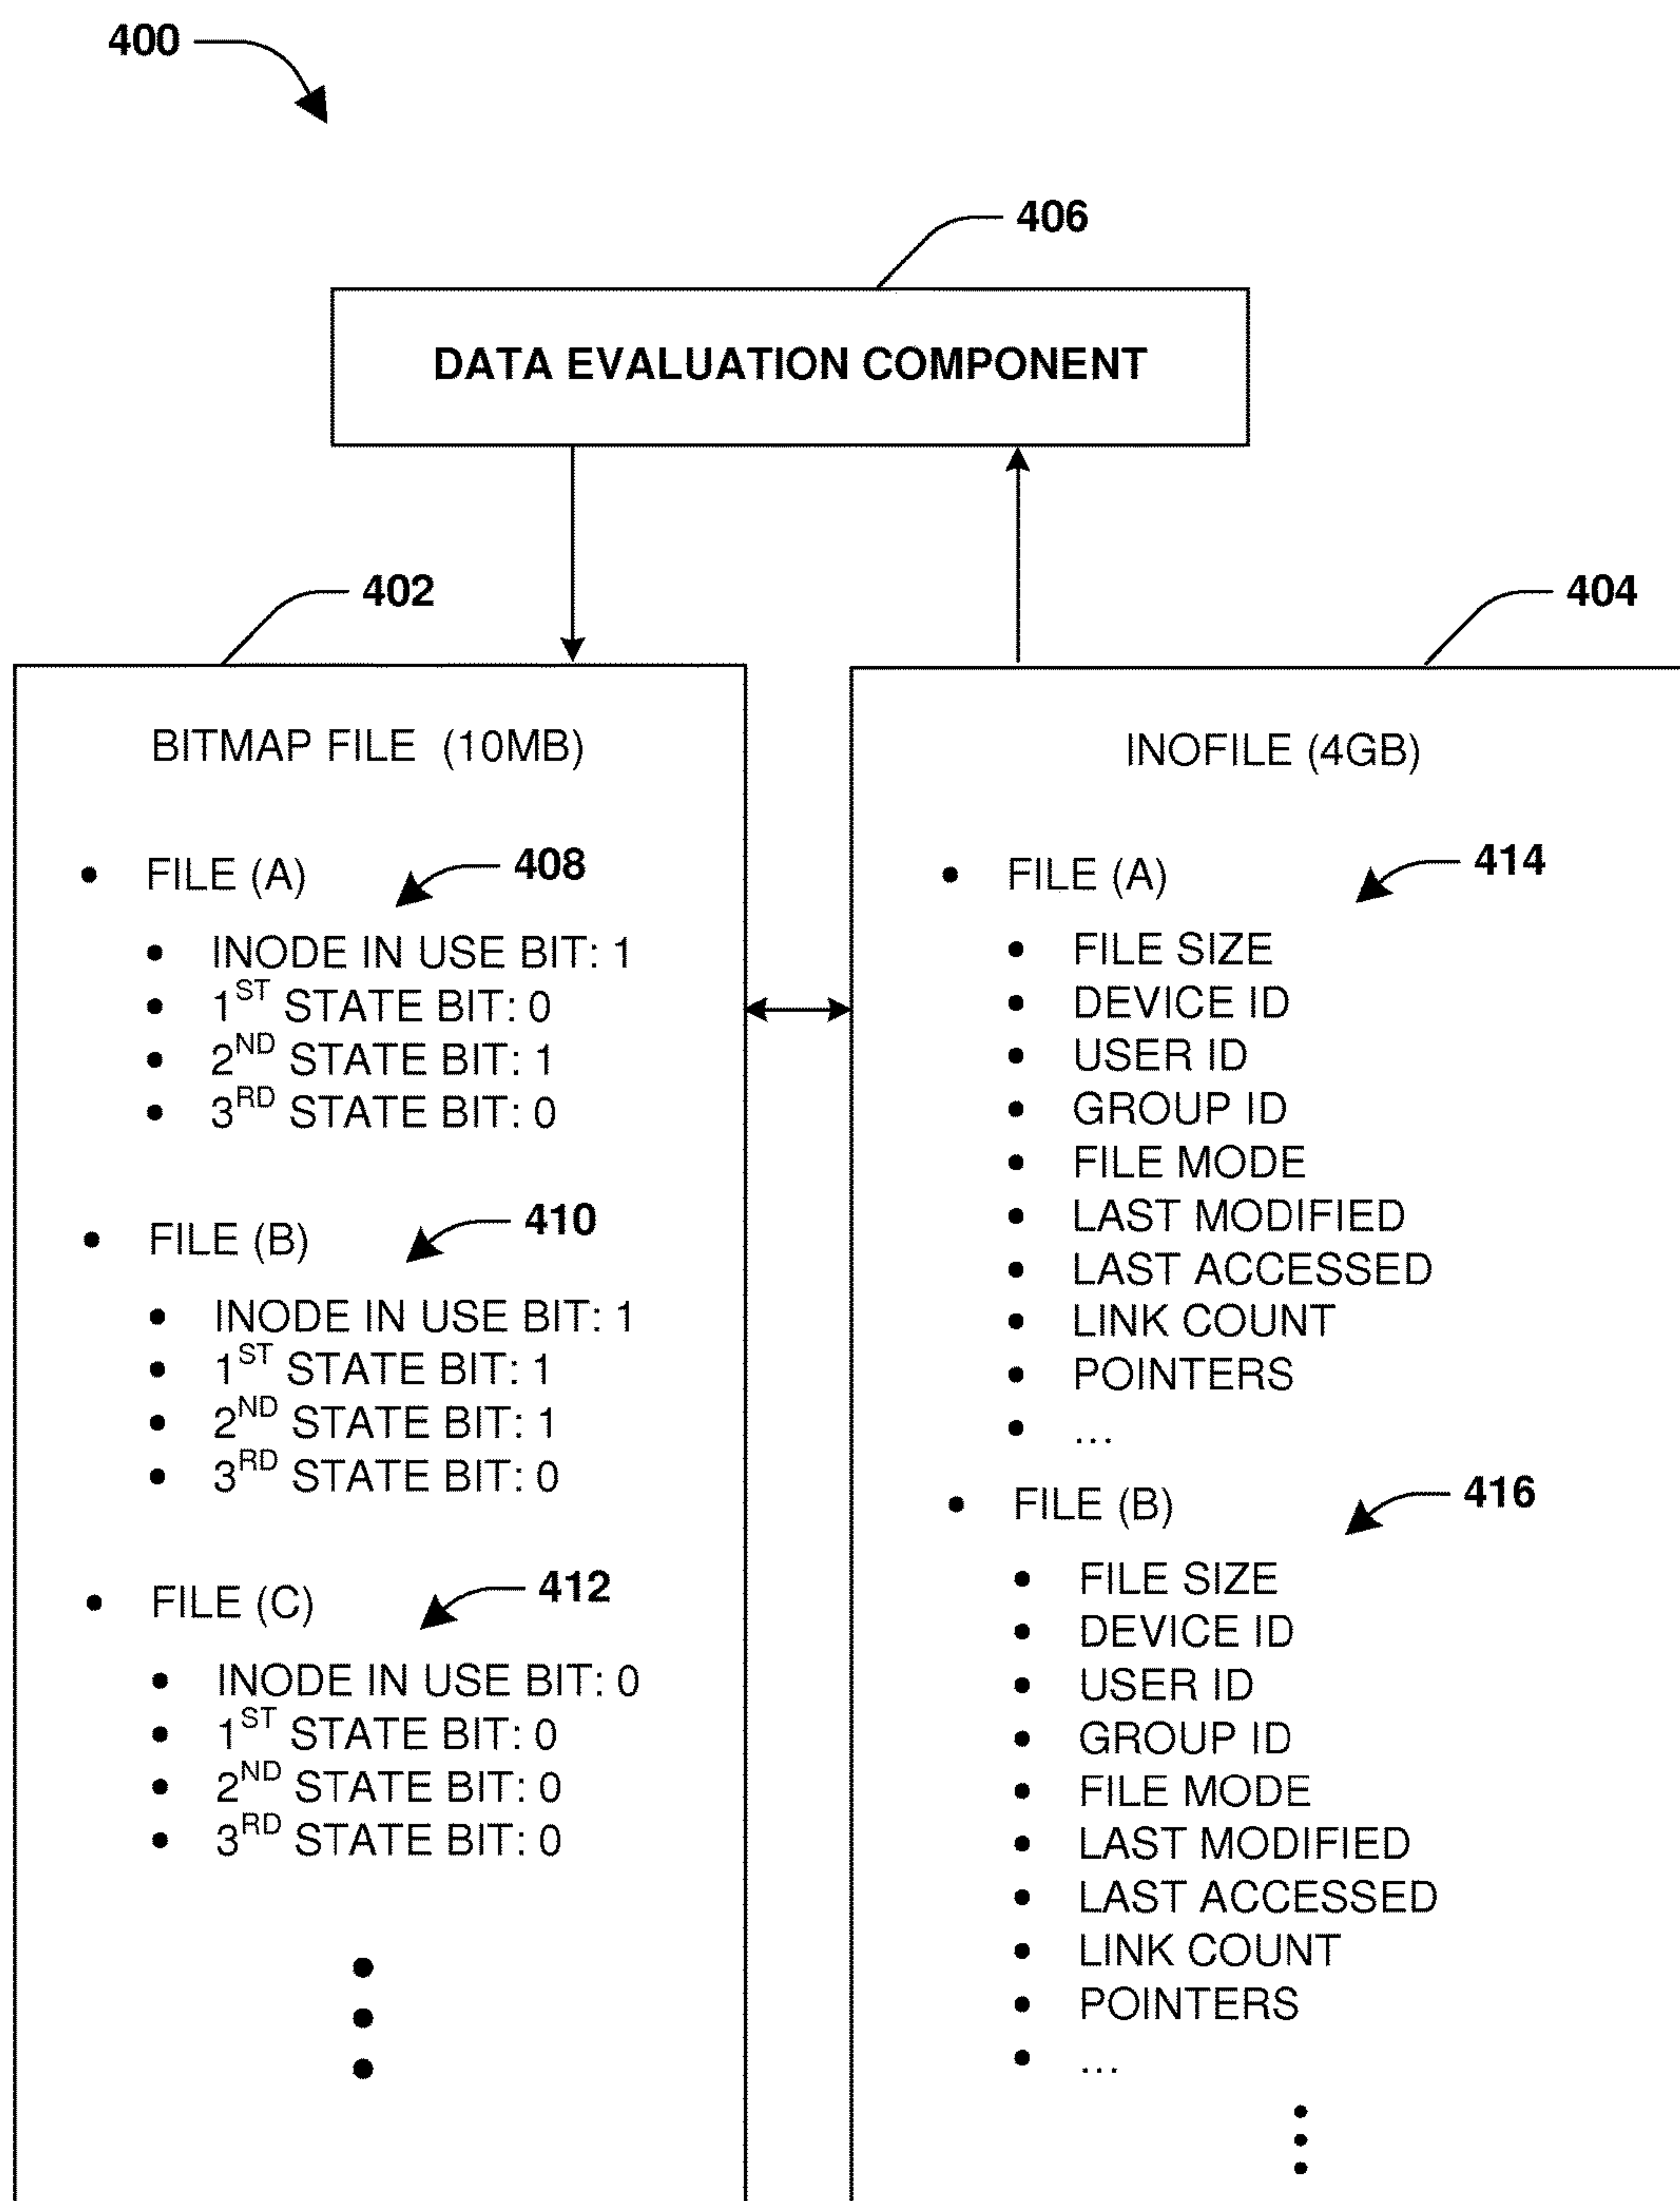 400
406
DATA EVALUATION COMPONENT
402
404
BITMAP FILE (10MB)
• FILE (A)
408
• INODE IN USE BIT: 1
• 1ST STATE BIT: 0
• 2ND STATE BIT: 1
• 3RD STATE BIT: 0
• FILE (B)
410
• INODE IN USE BIT: 1
• 1ST STATE BIT: 1
• 2ND STATE BIT: 1
• 3RD STATE BIT: 0
• FILE (C)
412
• INODE IN USE BIT: 0
• 1ST STATE BIT: 0
• 2ND STATE BIT: 0
• 3RD STATE BIT: 0
INOFILE (4GB)
• FILE (A)
414
• FILE SIZE
• DEVICE ID
• USER ID
• GROUP ID
• FILE MODE
• LAST MODIFIED
• LAST ACCESSED
• LINK COUNT
• POINTERS
• ...
• FILE (B)
416
• FILE SIZE
• DEVICE ID
• USER ID
• GROUP ID
• FILE MODE
• LAST MODIFIED
• LAST ACCESSED
• LINK COUNT
• POINTERS
• ...